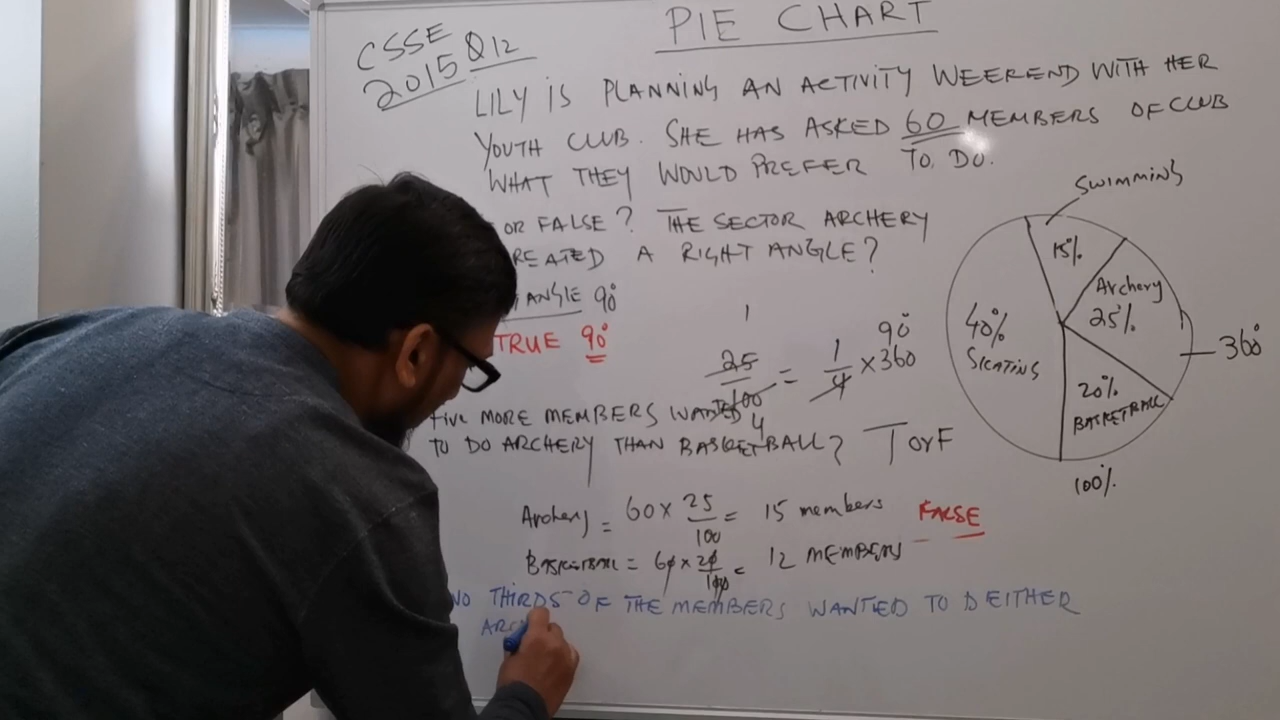 PIE CHART
CSSE
2015 Q12
LILY IS PLANNING AN ACTIVITY WEEREND WITH HER
YOUTH CLUB. SHE HAS ASKED 60 MEMBERS OF CLUB
WHAT THEY WOULD PREFER TO DO.
OR FALSE? THE SECTOR ARCHERY
REATED A RIGHT ANGLE?
ANGLE 90°
TRUE 90°
1
25/100 = 1/4 × 360 90°
4
Five MORE MEMBERS WANTED
TO DO ARCHERY THAN BASKETBALL? T or F
Archery = 60 × 25/100 = 15 members FALSE
BASKETBALL = 60 × 20/100 = 12 MEMBERS
WO THIRDS OF THE MEMBERS WANTED TO D EITHER
ARC
SWIMMING
15%
Archery
25%
40%
SKATING
20%
BASKETBALL
360°
100%